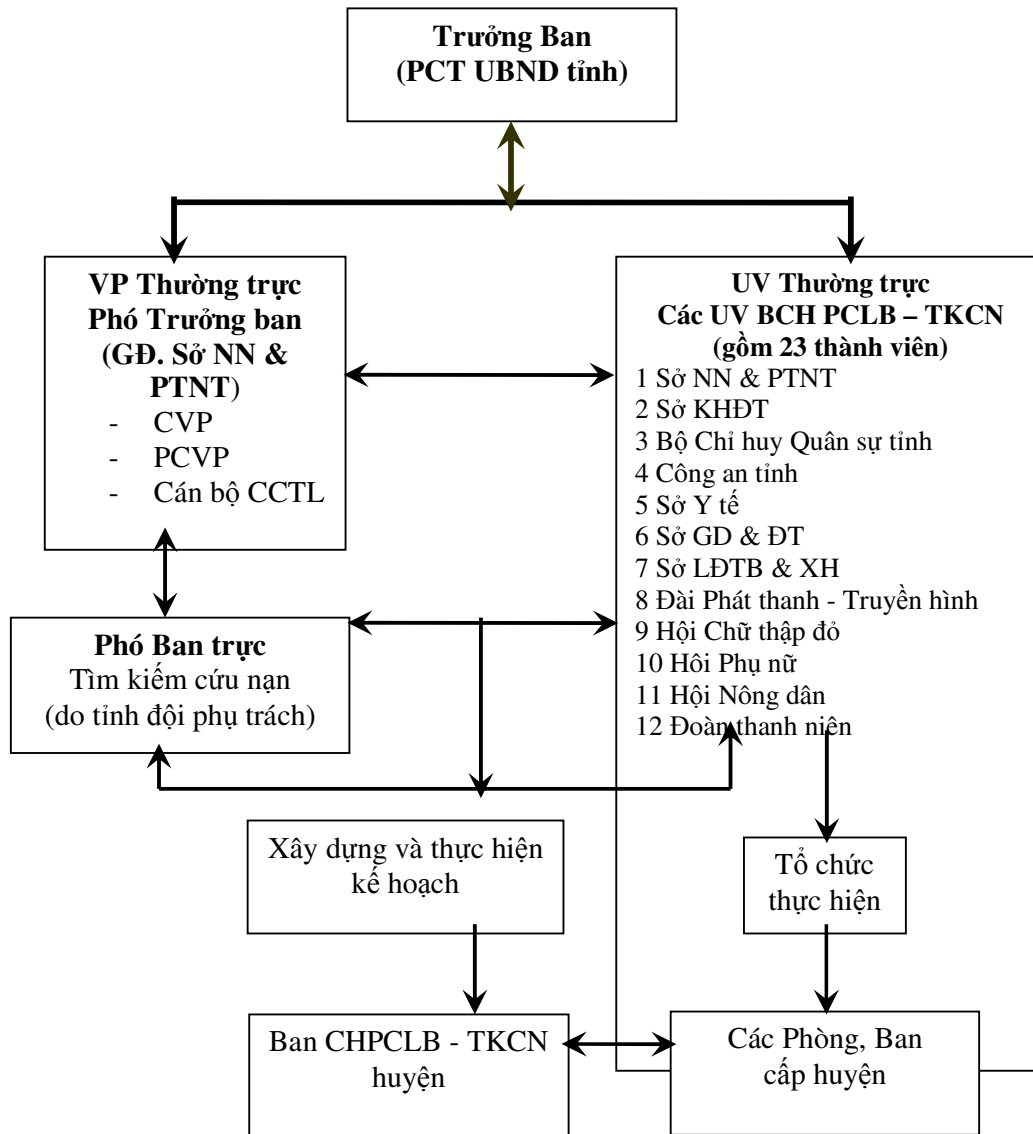 Trưởng Ban
(PCT UBND tỉnh)
VP Thường trực
Phó Trưởng ban
(GĐ. Sở NN &
PTNT)
- CVP
- PCVP
- Cán bộ CCTL
UV Thường trực
Các UV BCH PCLB – TKCN
(gồm 23 thành viên)
1 Sở NN & PTNT
2 Sở KHĐT
3 Bộ Chỉ huy Quân sự tỉnh
4 Công an tỉnh
5 Sở Y tế
6 Sở GD & ĐT
7 Sở LĐTB & XH
8 Đài Phát thanh - Truyền hình
9 Hội Chữ thập đỏ
10 Hôi Phụ nữ
11 Hội Nông dân
12 Đoàn thanh niên
Phó Ban trực
Tìm kiếm cứu nạn
(do tỉnh đội phụ trách)
Xây dựng và thực hiện
kế hoạch
Tổ chức
thực hiện
Ban CHPCLB - TKCN
huyện
Các Phòng, Ban
cấp huyện